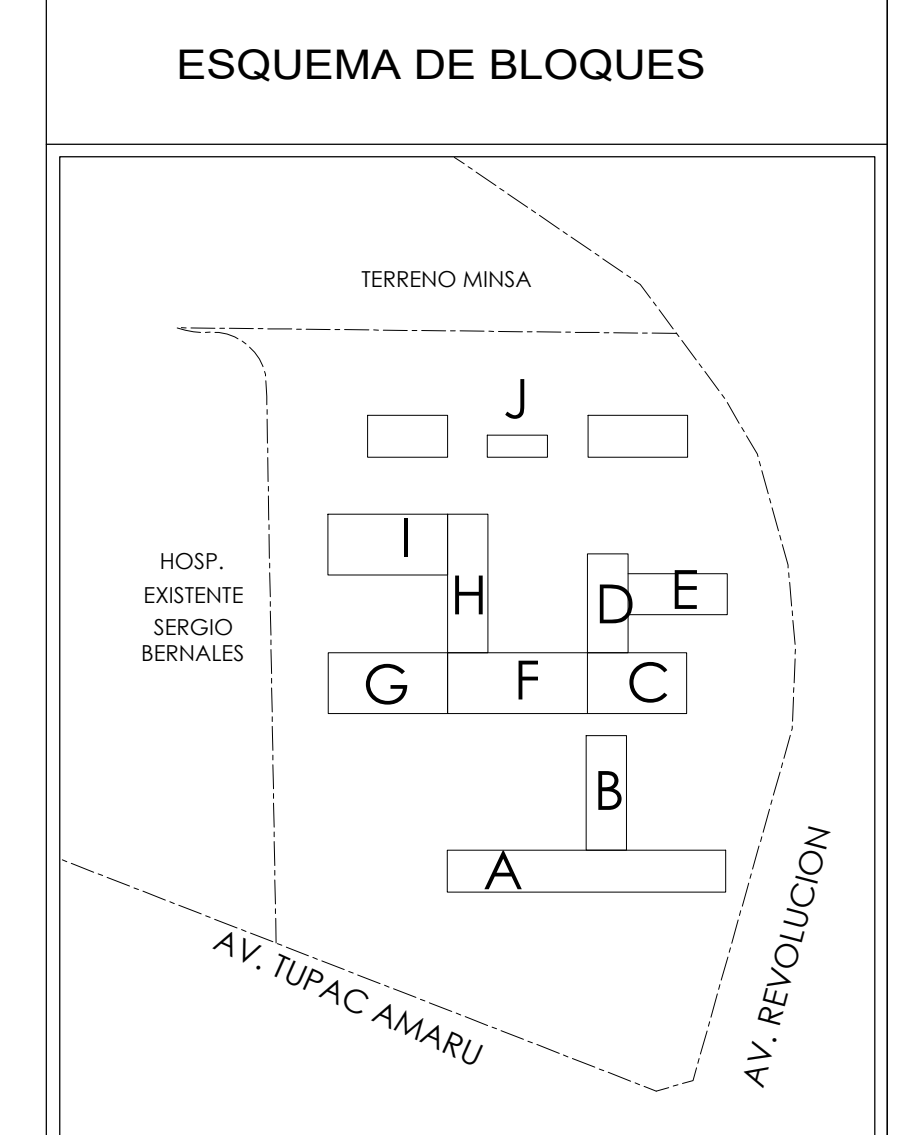 ESQUEMA DE BLOQUES
TERRENO MINSA
J
I
HOSP.
EXISTENTE
SERGIO
BERNALES
H
D
E
G
F
C
B
A
AV. TUPAC AMARU
AV. REVOLUCION